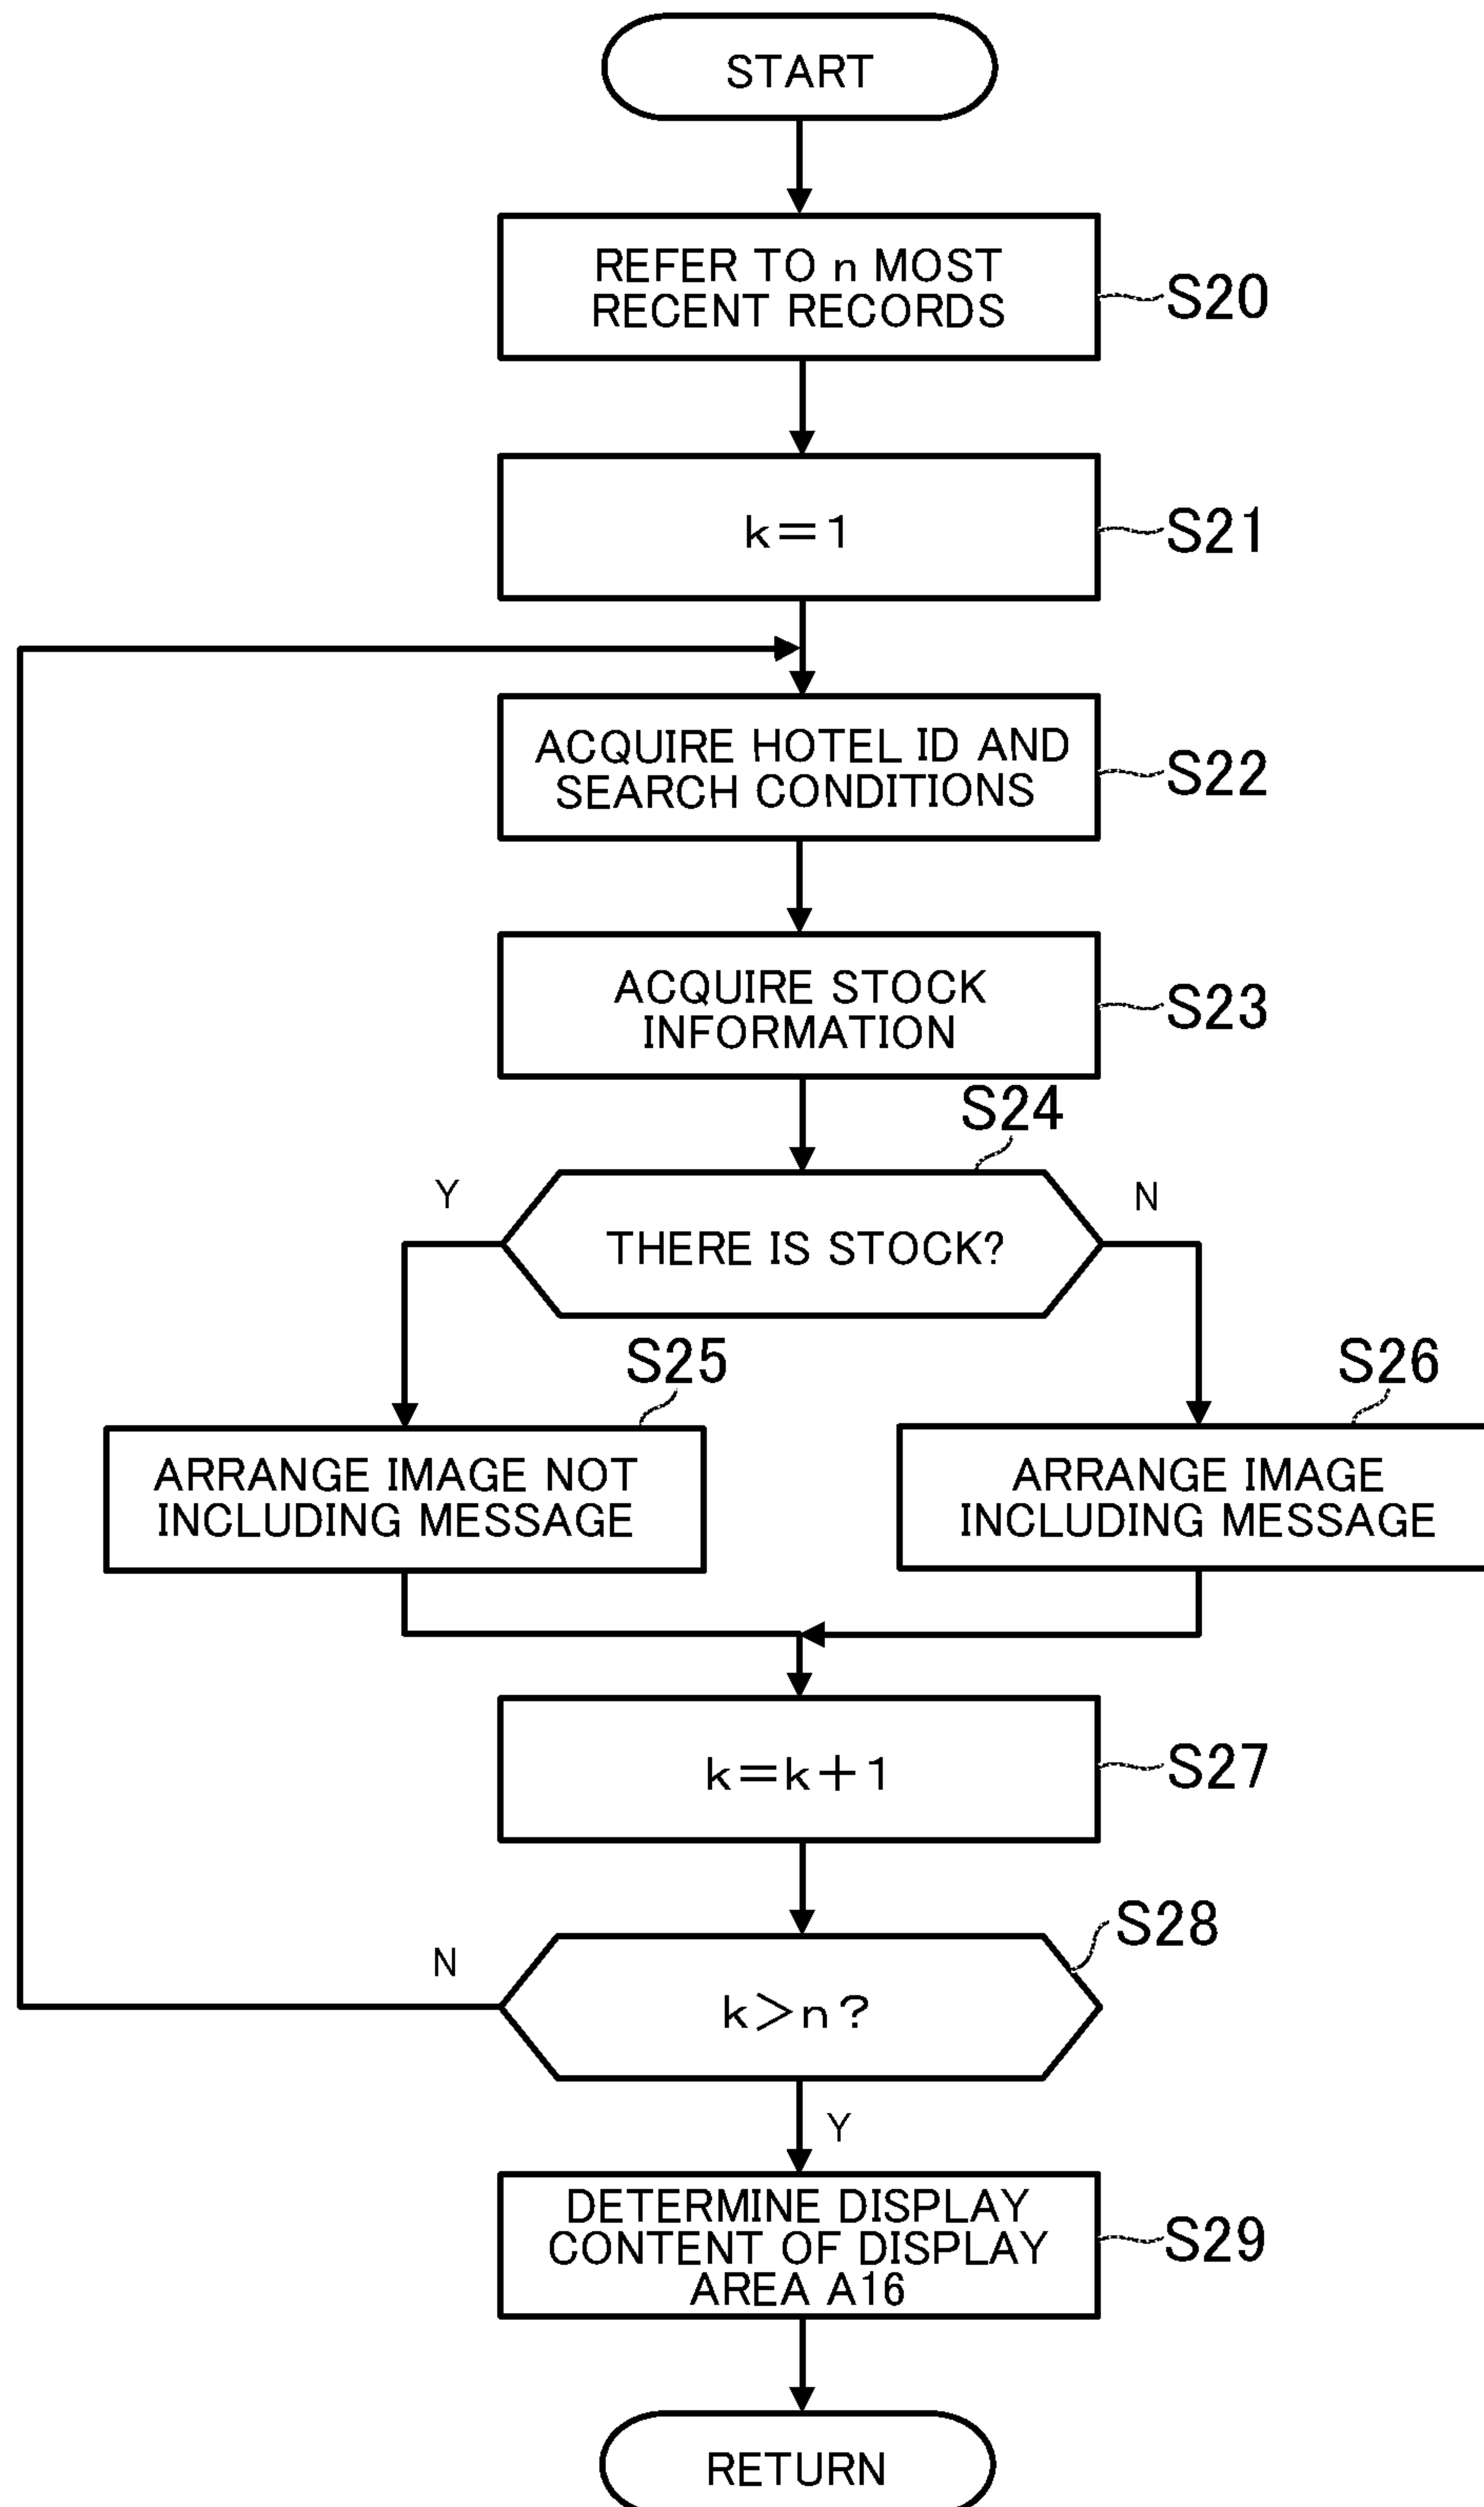 START
REFER TO n MOST
RECENT RECORDS
S20
k=1
S21
ACQUIRE HOTEL ID AND
SEARCH CONDITIONS
S22
ACQUIRE STOCK
INFORMATION
S23
S24
Y
N
THERE IS STOCK?
S25
S26
ARRANGE IMAGE NOT
INCLUDING MESSAGE
ARRANGE IMAGE
INCLUDING MESSAGE
k=k+1
S27
S28
N
k>n?
Y
DETERMINE DISPLAY
CONTENT OF DISPLAY
AREA A16
S29
RETURN